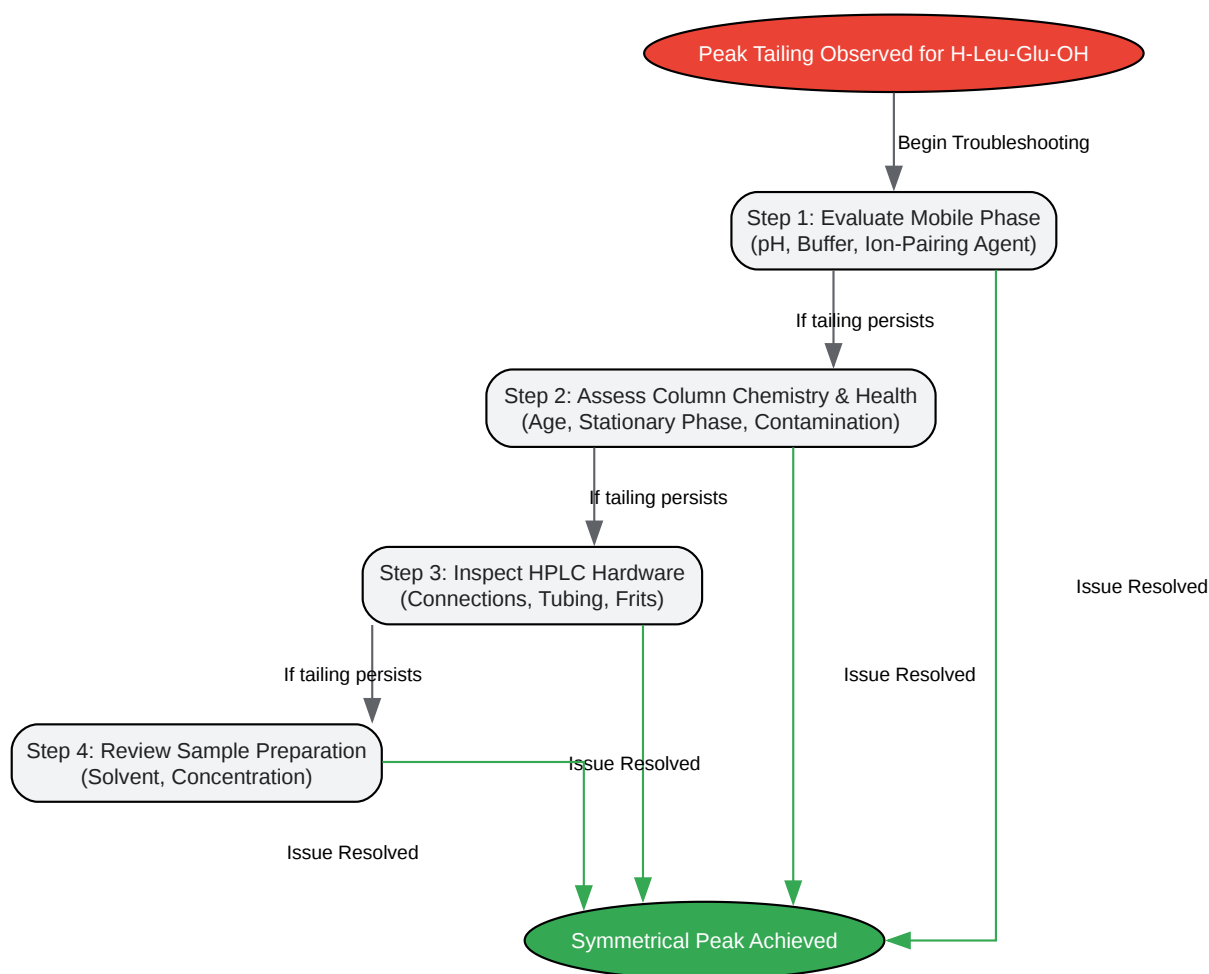 Peak Tailing Observed for H-Leu-Glu-OH
Begin Troubleshooting
Step 1: Evaluate Mobile Phase
(pH, Buffer, Ion-Pairing Agent)
If tailing persists
Step 2: Assess Column Chemistry & Health
(Age, Stationary Phase, Contamination)
If tailing persists
Step 3: Inspect HPLC Hardware
(Connections, Tubing, Frits)
Issue Resolved
If tailing persists
Issue Resolved
Step 4: Review Sample Preparation
(Solvent, Concentration)
Issue Resolved
Issue Resolved
Symmetrical Peak Achieved